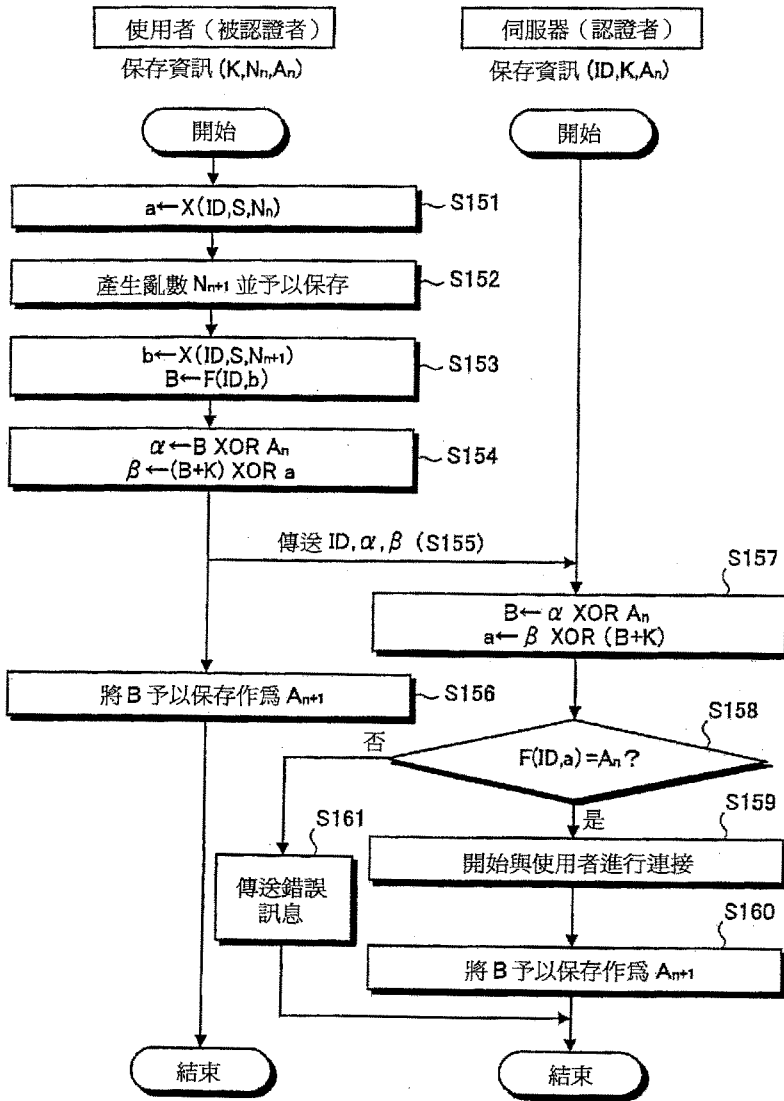 使用者(被認證者)
保存資訊(K,Nn,An)
伺服器(認證者)
保存資訊(ID,K,An)
開始
開始
a←X(ID,S,Nn)
S151
產生亂數 Nn+1 並予以保存
S152
b←X(ID,S,Nn+1)
B←F(ID,b)
S153
α←B XOR An
β←(B+K) XOR a
S154
傳送 ID,α,β (S155)
S157
B←α XOR An
a←β XOR (B+K)
將 B 予以保存作爲 An+1
S156
S158
F(ID,a)=An?
否
是
S161
傳送錯誤
訊息
S159
開始與使用者進行連接
S160
將 B 予以保存作爲 An+1
結束
結束